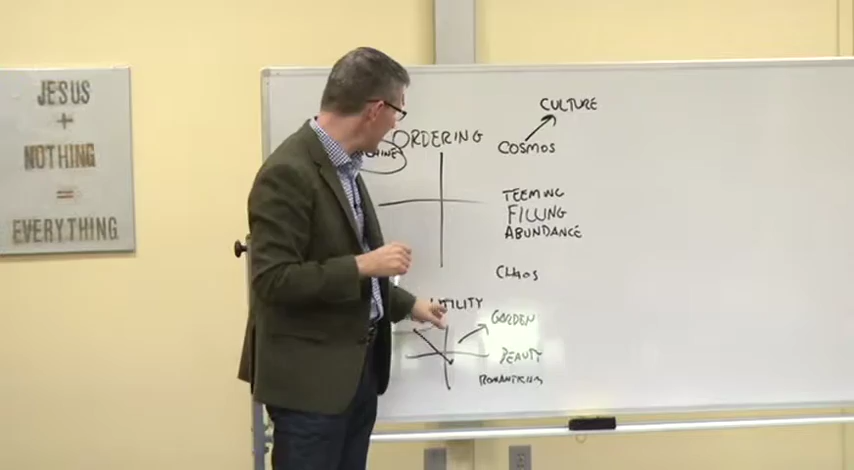 JESUS
+
NOTHING
=
EVERYTHING
CULTURE
ORDERING
COSMOS
TEEMING
FILLING
ABUNDANCE
CHAOS
UTILITY
GARDEN
BEAUTY
ROMANTICISM